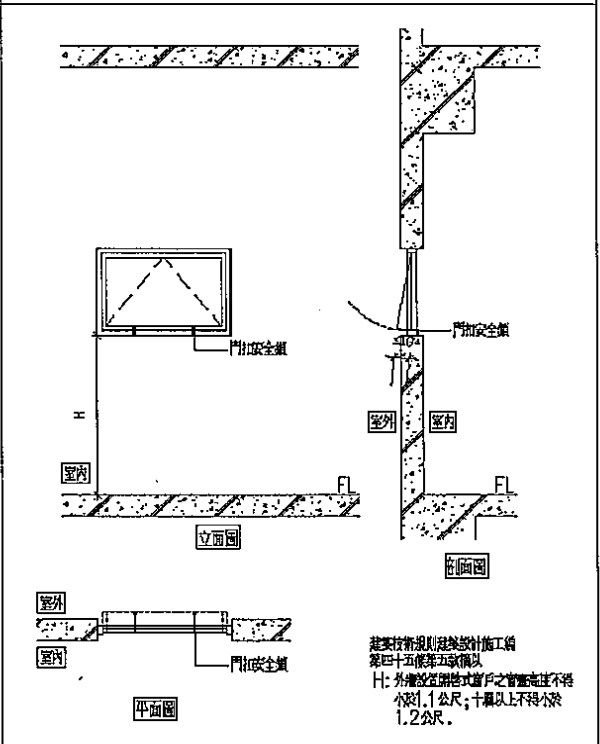 門扣安全鎖
門扣安全鎖
H
室外
室內
室內
FL
FL
立面圖
剖面圖
室外
室內
門扣安全鎖
平面圖
建築技術規則建築設計施工編
第四十五條第五款
H: 外牆設置開啟式窗戶之窗臺高度不得
小於1.1公尺;十層以上不得小於
1.2公尺.